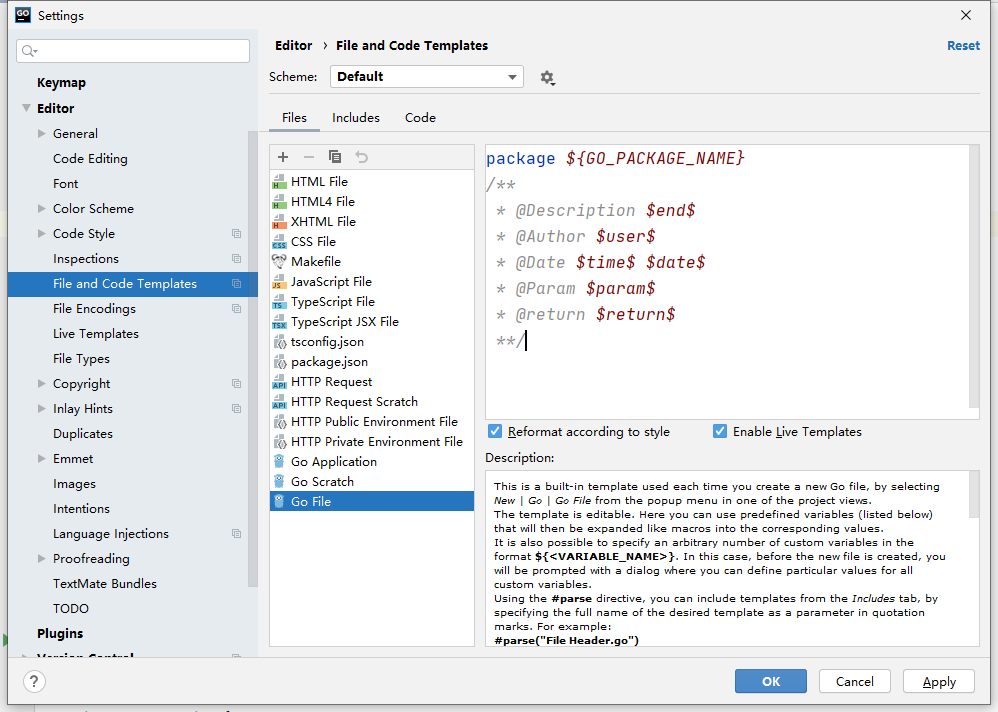 GO
Settings
Keymap
Editor
General
Code Editing
Font
Color Scheme
Code Style
Inspections
File and Code Templates
File Encodings
Live Templates
File Types
Copyright
Inlay Hints
Duplicates
Emmet
Images
Intentions
Language Injections
Proofreading
TextMate Bundles
TODO
Plugins
Version Control
Editor › File and Code Templates
Reset
Scheme: Default
Files Includes Code
HTML File
HTML4 File
XHTML File
CSS File
Makefile
JavaScript File
TypeScript File
TypeScript JSX File
tsconfig.json
package.json
HTTP Request
HTTP Request Scratch
HTTP Public Environment File
HTTP Private Environment File
Go Application
Go Scratch
Go File
package ${GO_PACKAGE_NAME}
/**
* @Description $end$
* @Author $user$
* @Date $time$ $date$
* @Param $param$
* @return $return$
**/
Reformat according to style Enable Live Templates
Description:
This is a built-in template used each time you create a new Go file, by selecting
New | Go | Go File from the popup menu in one of the project views.
The template is editable. Here you can use predefined variables (listed below)
that will then be expanded like macros into the corresponding values.
It is also possible to specify an arbitrary number of custom variables in the
format ${<VARIABLE_NAME>}. In this case, before the new file is created, you
will be prompted with a dialog where you can define particular values for all
custom variables.
Using the #parse directive, you can include templates from the Includes tab, by
specifying the full name of the desired template as a parameter in quotation
marks. For example:
#parse("File Header.go")
?
OK Cancel Apply